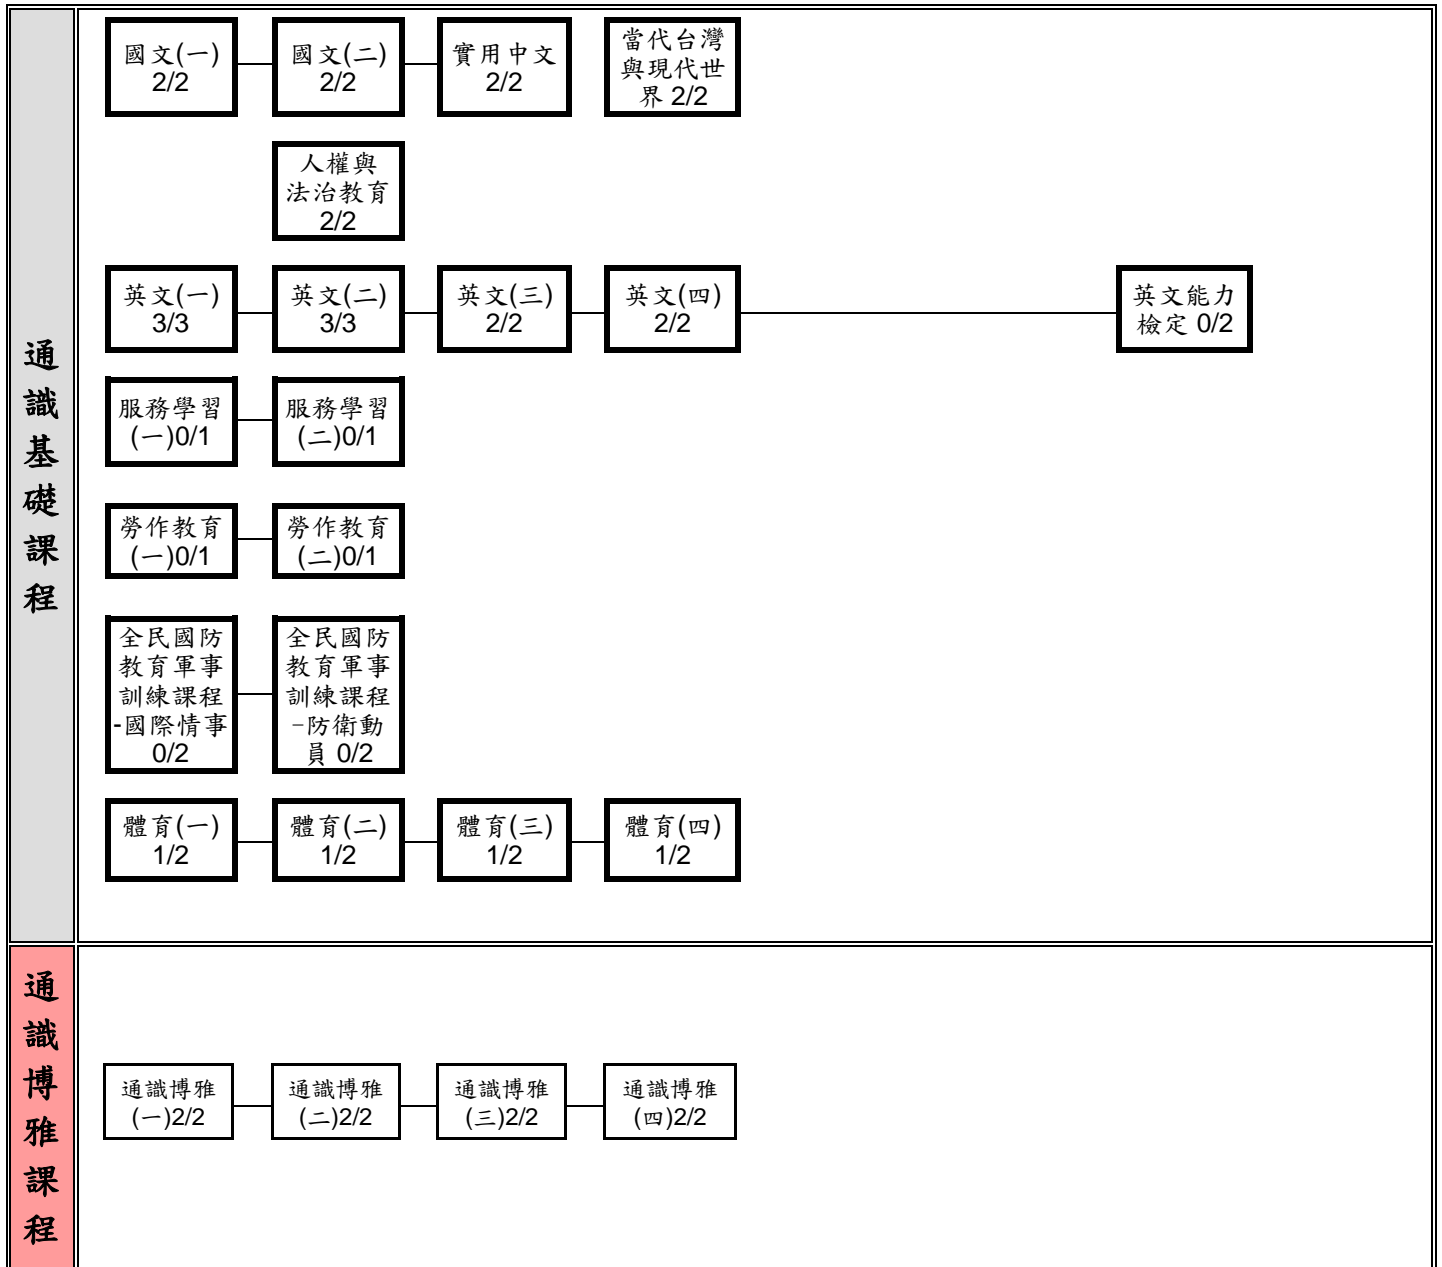 通識基礎課程
國文(一)
2/2
國文(二)
2/2
實用中文
2/2
當代台灣
與現代世
界 2/2
人權與
法治教育
2/2
英文(一)
3/3
英文(二)
3/3
英文(三)
2/2
英文(四)
2/2
英文能力
檢定 0/2
服務學習
(一)0/1
服務學習
(二)0/1
勞作教育
(一)0/1
勞作教育
(二)0/1
全民國防
教育軍事
訓練課程
-國際情事
0/2
全民國防
教育軍事
訓練課程
-防衛動
員 0/2
體育(一)
1/2
體育(二)
1/2
體育(三)
1/2
體育(四)
1/2
通識博雅課程
通識博雅
(一)2/2
通識博雅
(二)2/2
通識博雅
(三)2/2
通識博雅
(四)2/2